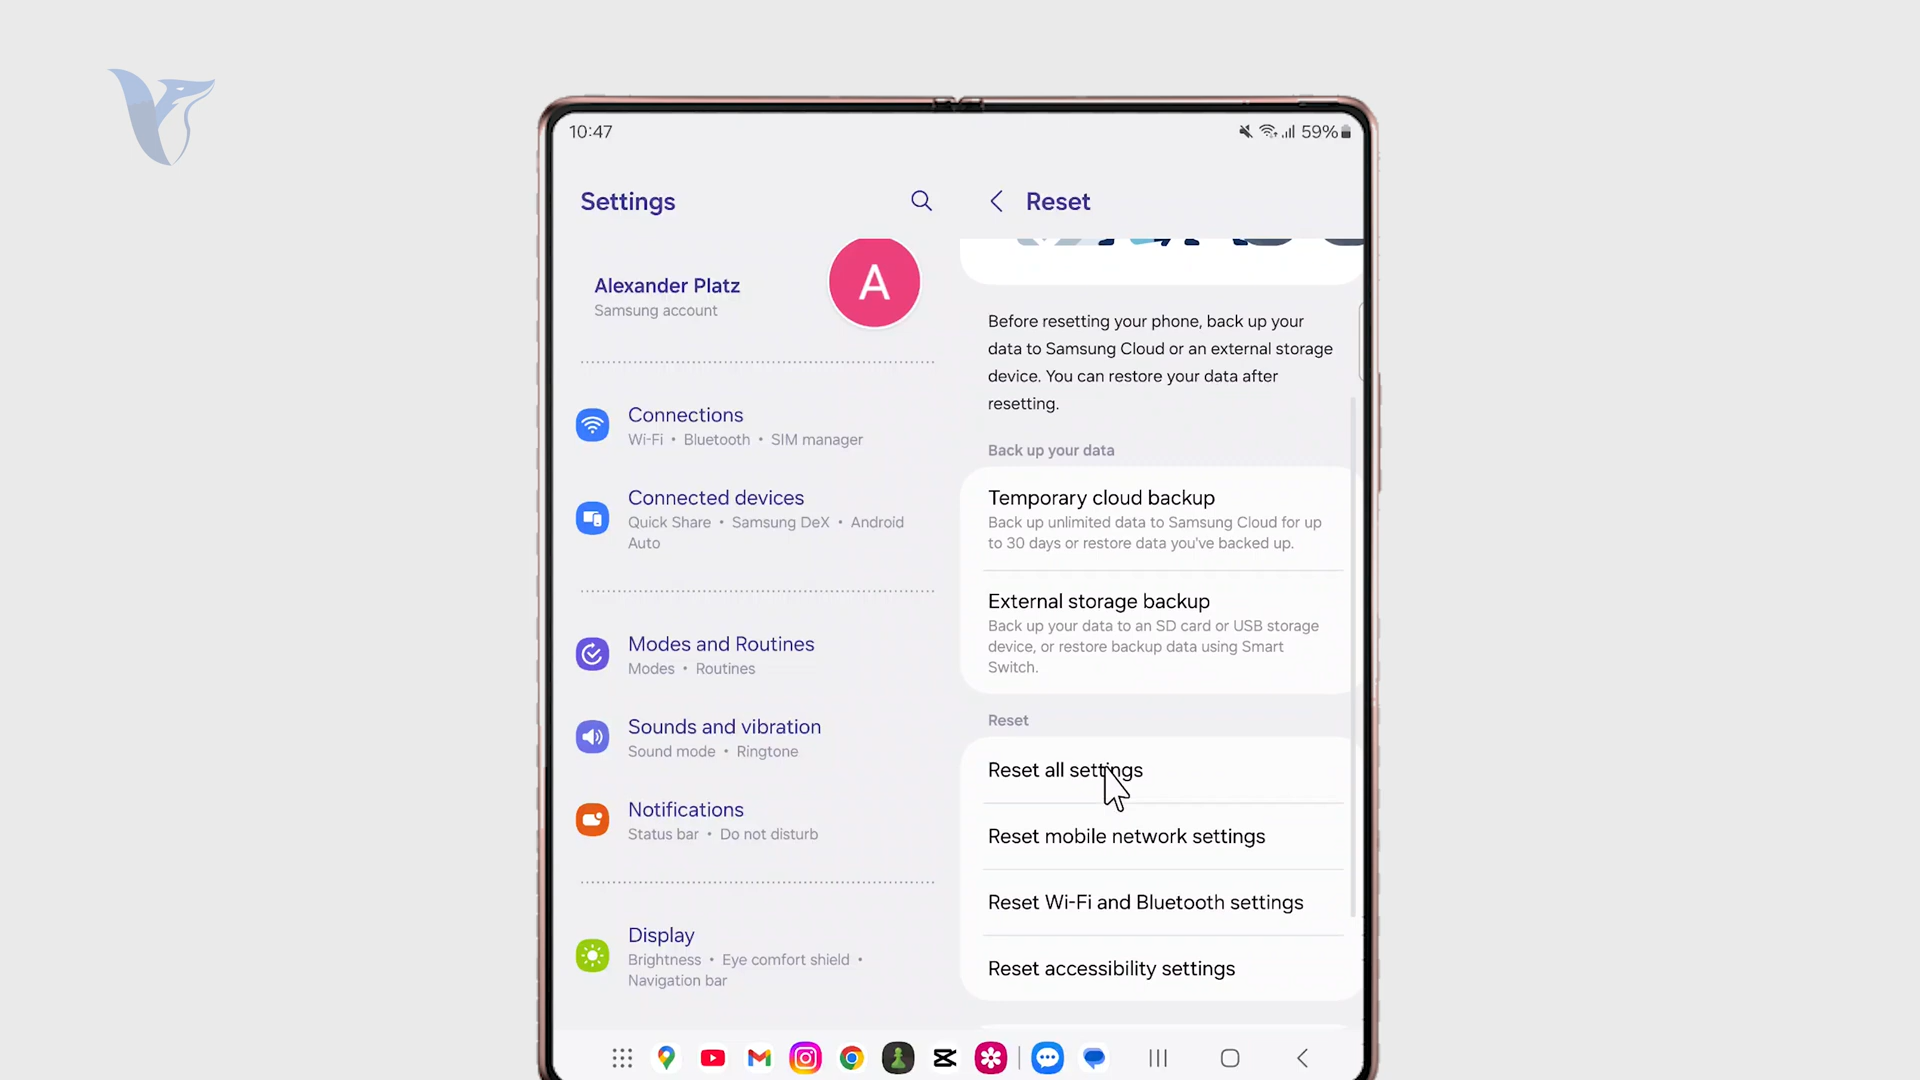 10:47
59%
Settings
Alexander Platz
Samsung account
A
Connections
Wi-Fi • Bluetooth • SIM manager
Connected devices
Quick Share • Samsung DeX • Android
Auto
Modes and Routines
Modes • Routines
Sounds and vibration
Sound mode • Ringtone
Notifications
Status bar • Do not disturb
Display
Brightness • Eye comfort shield •
Navigation bar
Reset
Before resetting your phone, back up your
data to Samsung Cloud or an external storage
device. You can restore your data after
resetting.
Back up your data
Temporary cloud backup
Back up unlimited data to Samsung Cloud for up
to 30 days or restore data you've backed up.
External storage backup
Back up your data to an SD card or USB storage
device, or restore backup data using Smart
Switch.
Reset
Reset all settings
Reset mobile network settings
Reset Wi-Fi and Bluetooth settings
Reset accessibility settings